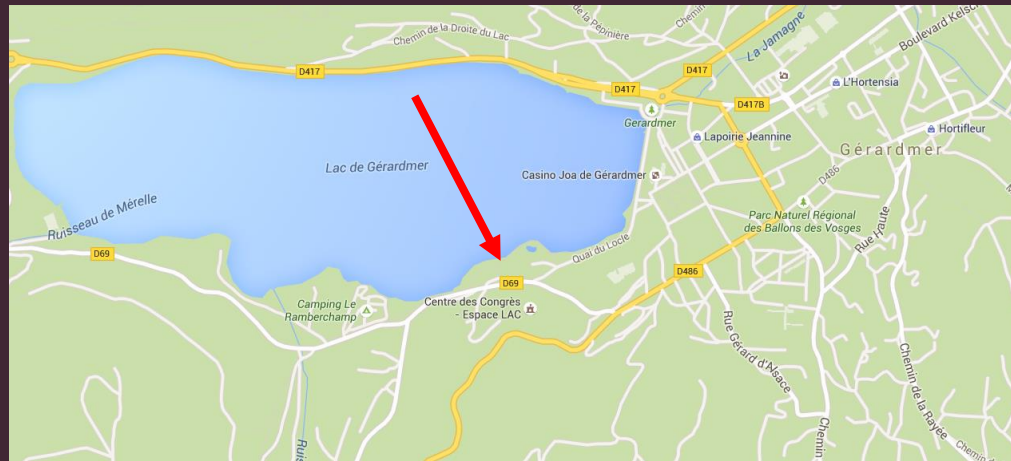 Chemin de la Droite du Lac
de la Pépinière
Chemin
La Jamagne
Boulevard Kelsch
D417
D417
D417
D417B
L'Hortensia
Gerardmer
Lapoirie Jeannine
Hortifleur
Gérardmer
Lac de Gérardmer
Casino Joa de Gérardmer
D486
Ruisseau de Mérelle
Parc Naturel Régional
des Ballons des Vosges
Rue Haute
D69
Quai du Locle
D486
D69
Camping Le
Ramberchamp
Centre des Congrès
- Espace LAC
Rue Gérard d'Alsace
Chemin de la Rayée
Chemin
Chemin
Ruis